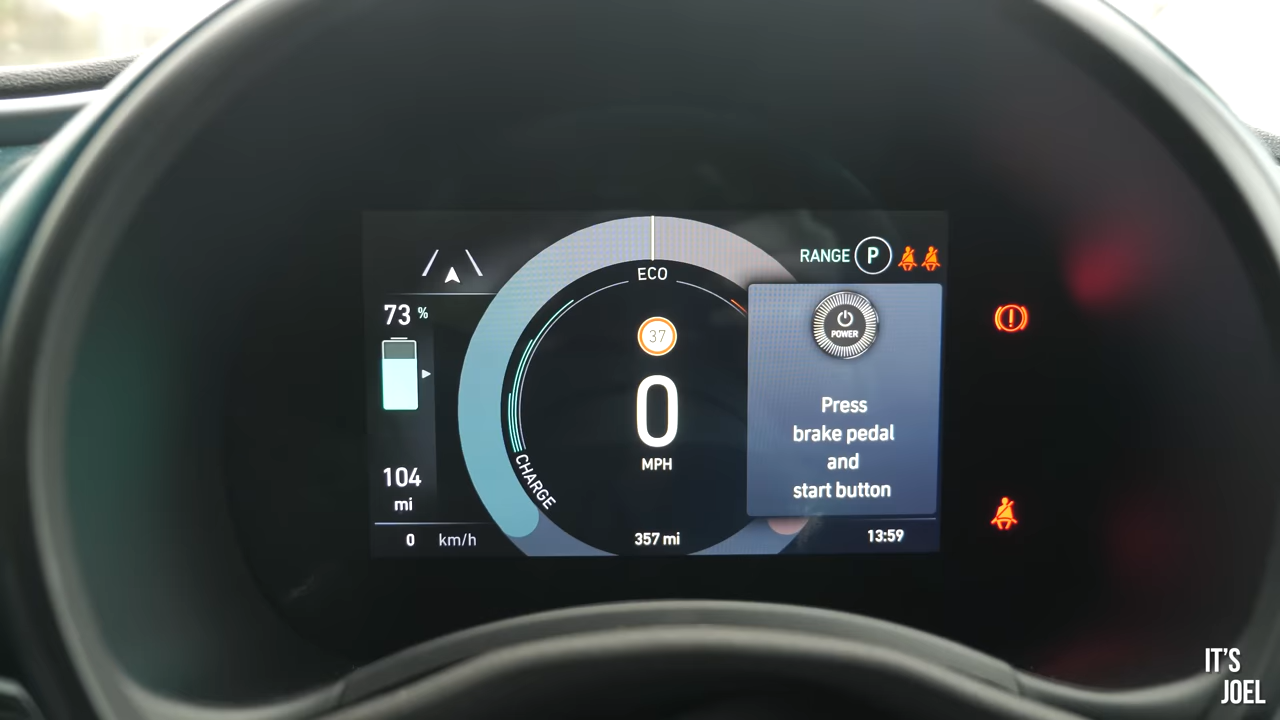 RANGE P
ECO
73 %
37
POWER
0
MPH
Press
brake pedal
and
start button
CHARGE
104
mi
0 km/h
357 mi
13:59
IT'S
JOEL